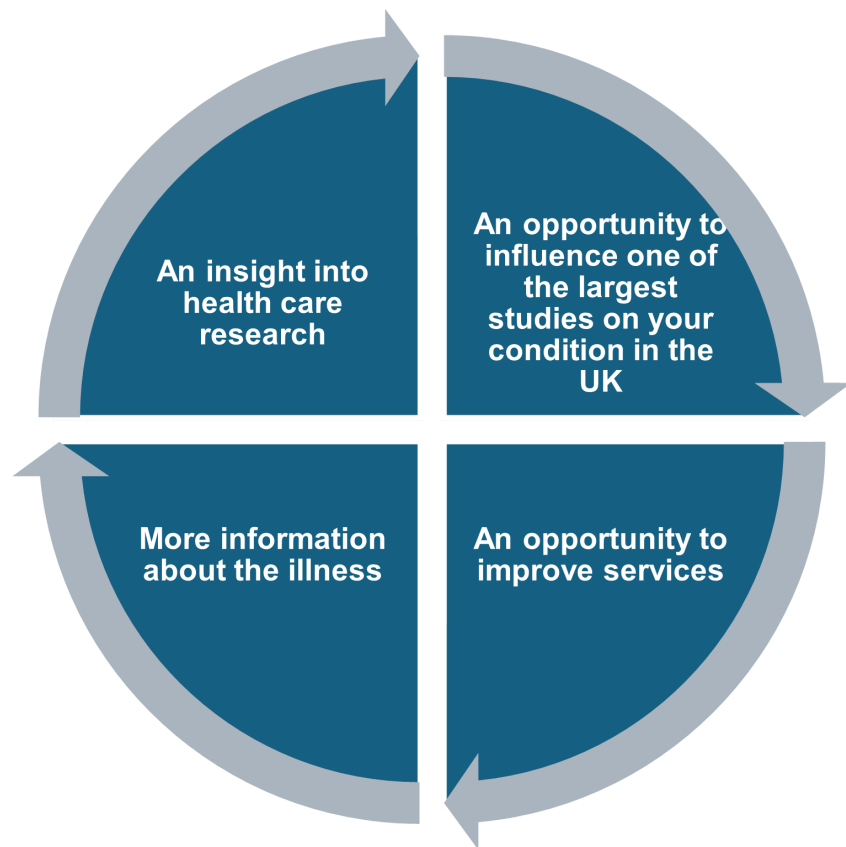 An insight into
health care
research
An opportunity to
influence one of
the largest
studies on your
condition in the
UK
More information
about the illness
An opportunity to
improve services